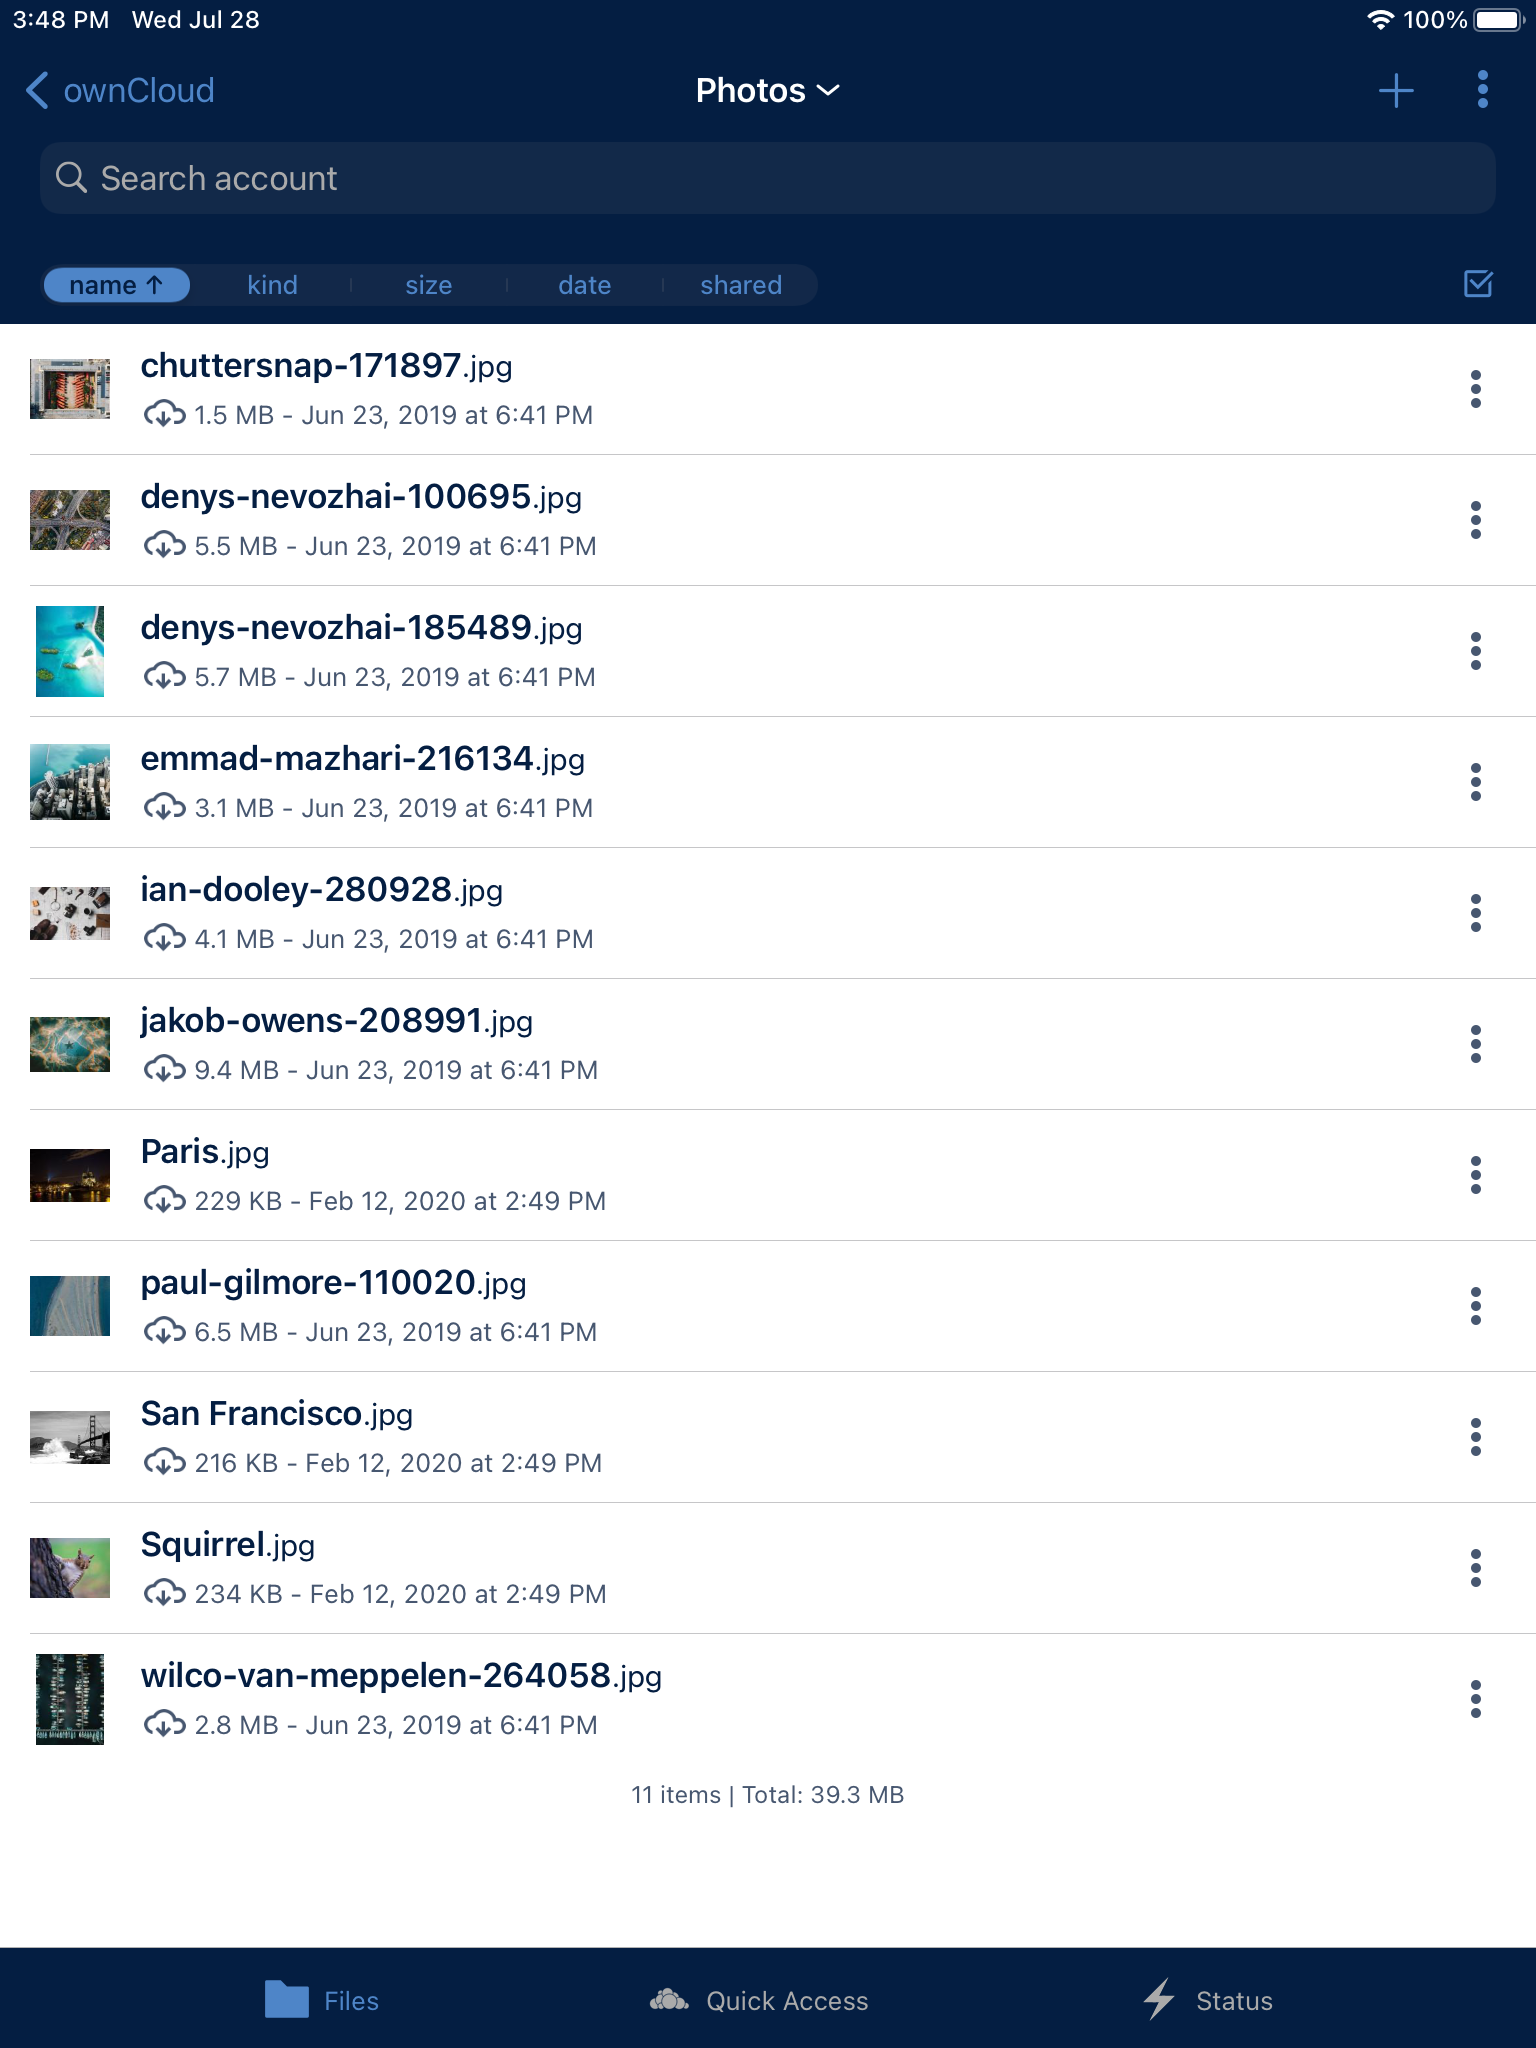 3:48 PM Wed Jul 28 100%
ownCloud Photos
Search account
name ↑ kind size date shared
chuttersnap-171897.jpg
1.5 MB - Jun 23, 2019 at 6:41 PM
denys-nevozhai-100695.jpg
5.5 MB - Jun 23, 2019 at 6:41 PM
denys-nevozhai-185489.jpg
5.7 MB - Jun 23, 2019 at 6:41 PM
emmad-mazhari-216134.jpg
3.1 MB - Jun 23, 2019 at 6:41 PM
ian-dooley-280928.jpg
4.1 MB - Jun 23, 2019 at 6:41 PM
jakob-owens-208991.jpg
9.4 MB - Jun 23, 2019 at 6:41 PM
Paris.jpg
229 KB - Feb 12, 2020 at 2:49 PM
paul-gilmore-110020.jpg
6.5 MB - Jun 23, 2019 at 6:41 PM
San Francisco.jpg
216 KB - Feb 12, 2020 at 2:49 PM
Squirrel.jpg
234 KB - Feb 12, 2020 at 2:49 PM
wilco-van-meppelen-264058.jpg
2.8 MB - Jun 23, 2019 at 6:41 PM
11 items | Total: 39.3 MB
Files Quick Access Status